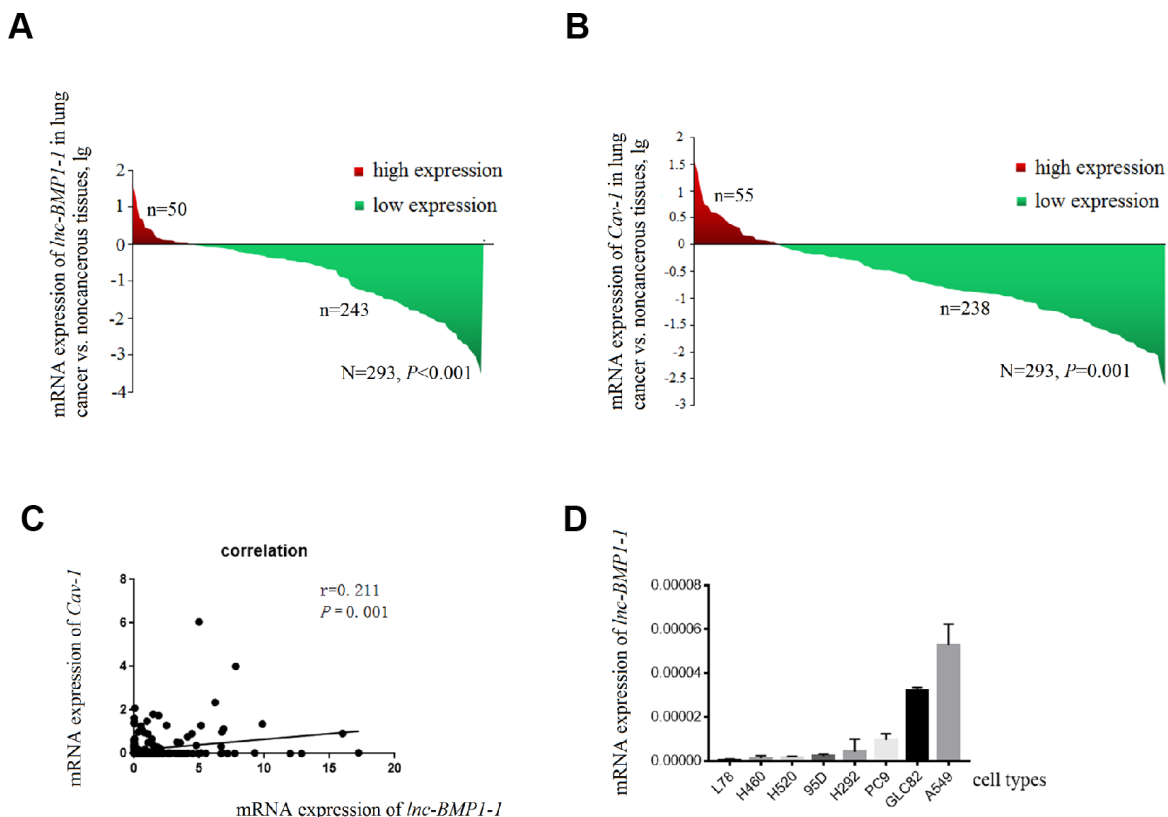 A
mRNA expression of lnc-BMP1-1 in lung
cancer vs. noncancerous tissues, lg
2
1
0
-1
-2
-3
-4
high expression
low expression
n=50
n=243
N=293, P<0.001
B
mRNA expression of Cav-1 in lung
cancer vs. noncancerous tissues, lg
2
1.5
1
0.5
0
-0.5
-1
-1.5
-2
-2.5
-3
high expression
low expression
n=55
n=238
N=293, P=0.001
C
correlation
mRNA expression of Cav-1
8
6
4
2
0
r=0.211
P=0.001
0
5
10
15
20
mRNA expression of lnc-BMP1-1
D
mRNA expression of lnc-BMP1-1
0.00008
0.00006
0.00004
0.00002
0.00000
L78
H460
H520
95D
H292
PC9
GLC82
A549
cell types